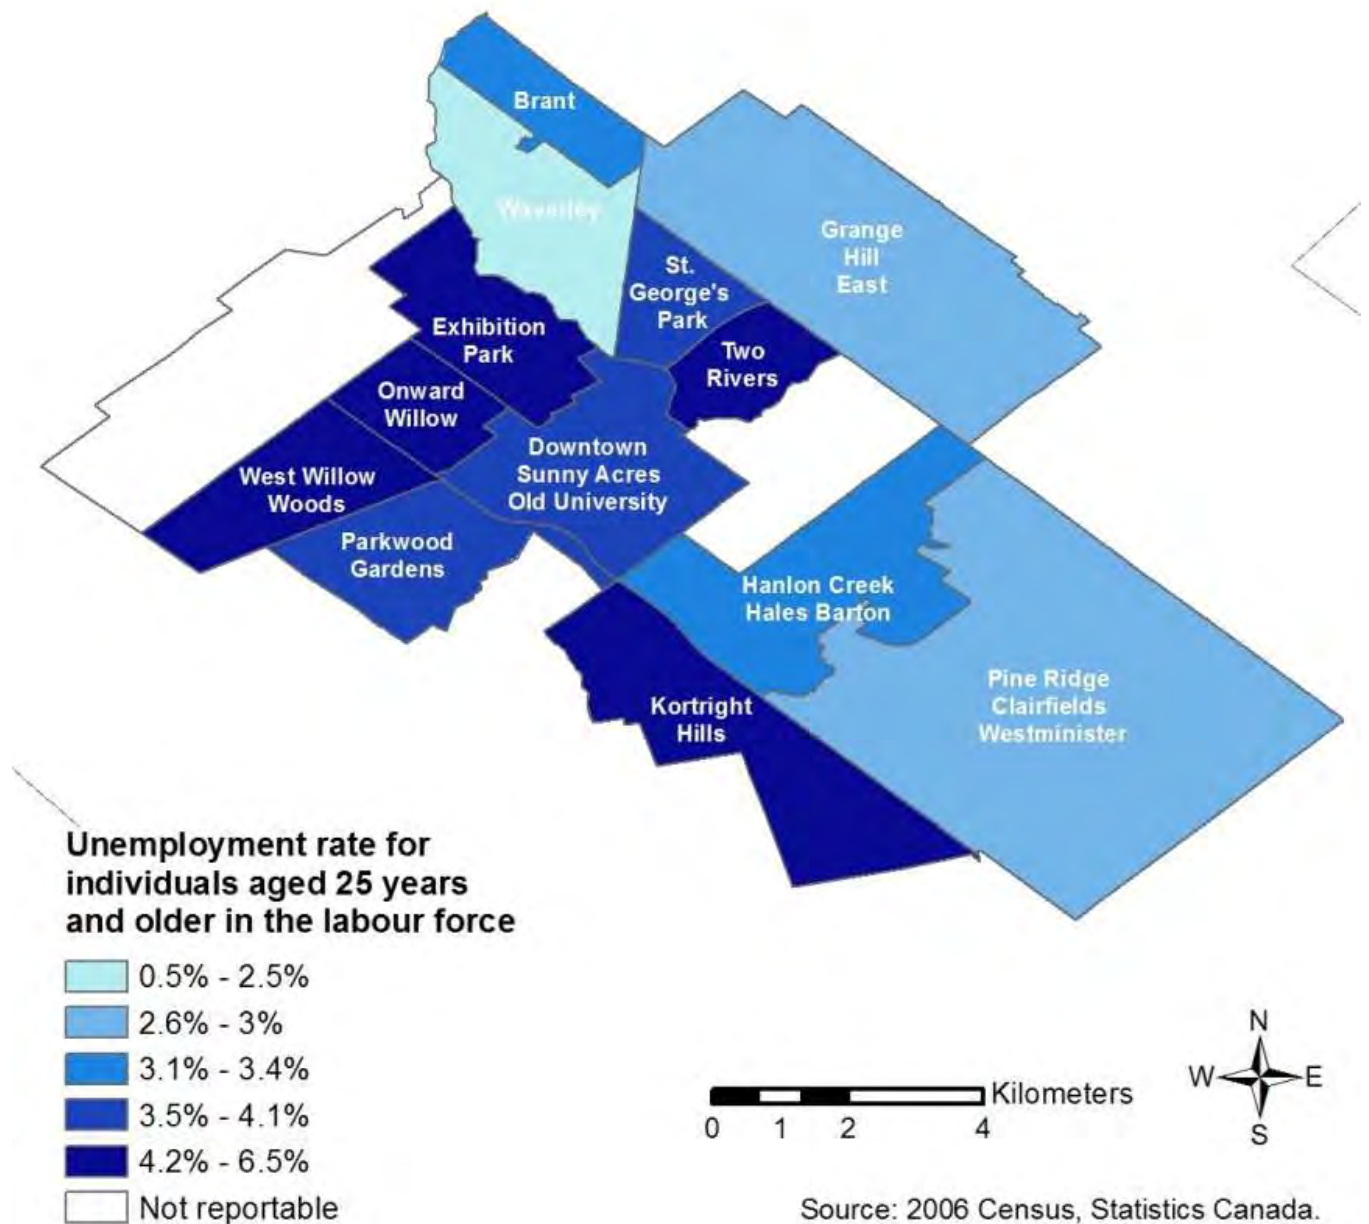 Brant
Waverley
Grange
Hill
East
St.
George's
Park
Exhibition
Park
Two
Rivers
Onward
Willow
Downtown
Sunny Acres
Old University
West Willow
Woods
Parkwood
Gardens
Hanlon Creek
Hales Barton
Kortright
Hills
Pine Ridge
Clairfields
Westminister
Unemployment rate for
individuals aged 25 years
and older in the labour force
0.5% - 2.5%
2.6% - 3%
3.1% - 3.4%
3.5% - 4.1%
4.2% - 6.5%
Not reportable
Kilometers
0 1 2 4
N
W E
S
Source: 2006 Census, Statistics Canada.